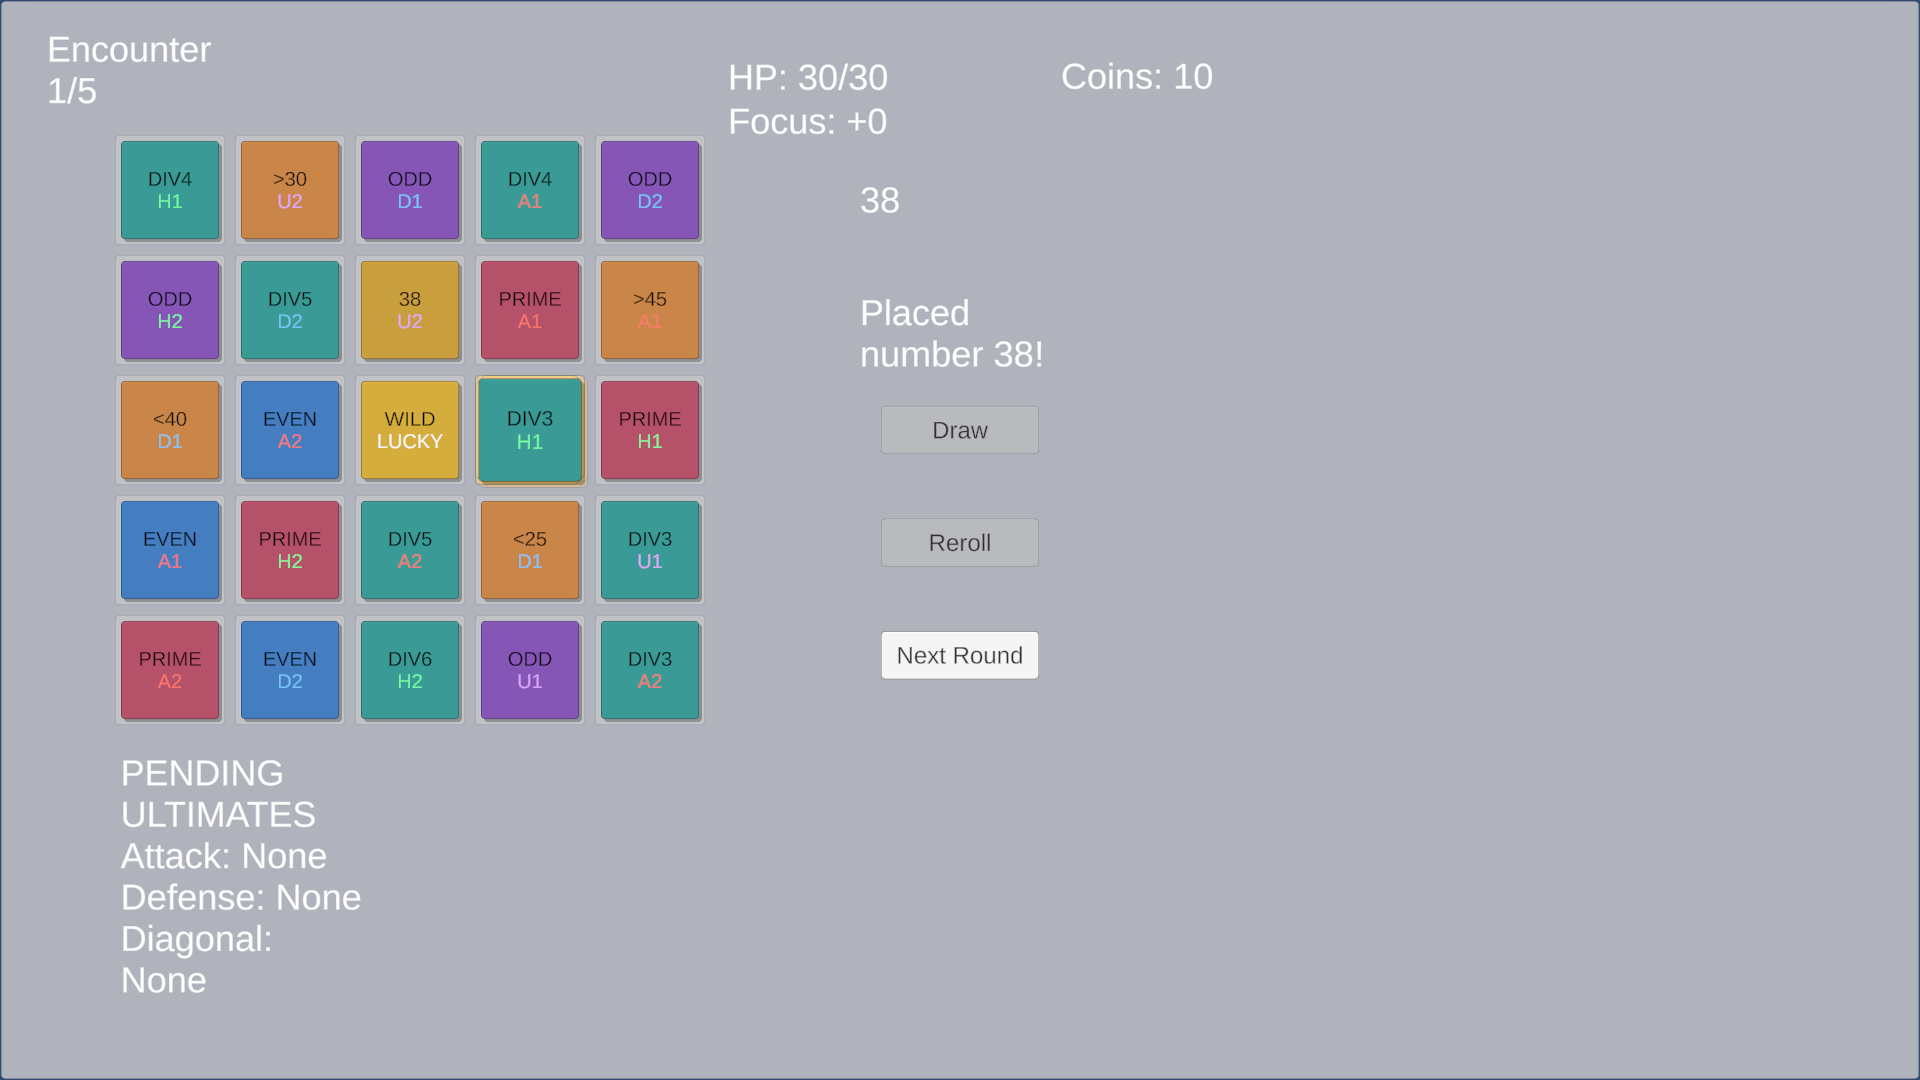 Encounter
1/5
HP: 30/30
Focus: +0
Coins: 10
DIV4
H1
>30
U2
ODD
D1
DIV4
A1
ODD
D2
38
ODD
H2
DIV5
D2
38
U2
PRIME
A1
>45
A1
Placed
number 38!
<40
D1
EVEN
A2
WILD
LUCKY
DIV3
H1
PRIME
H1
Draw
EVEN
A1
PRIME
H2
DIV5
A2
<25
D1
DIV3
U1
Reroll
PRIME
A2
EVEN
D2
DIV6
H2
ODD
U1
DIV3
A2
Next Round
PENDING
ULTIMATES
Attack: None
Defense: None
Diagonal:
None